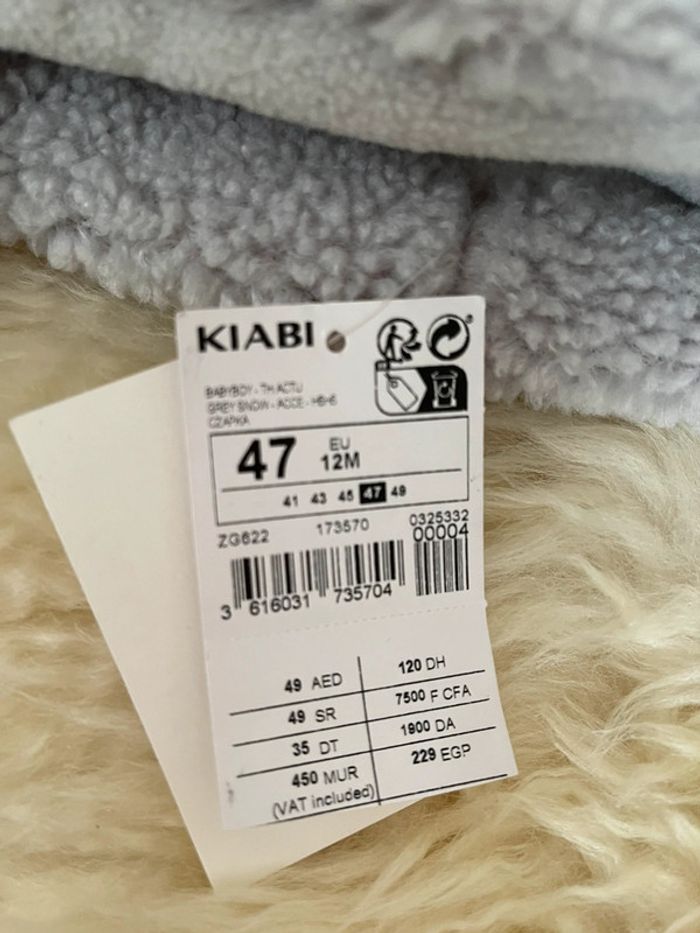 KIABI
BABYBOY - TH ACTU
GREY SNOW - ACCE - H6-6
CZAPKA
47 EU
12M
41 43 45 47 49
ZG622 173570 0325332
00004
3 616031 735704
49 AED 120 DH
49 SR 7500 F CFA
35 DT 1900 DA
450 MUR 229 EGP
(VAT included)